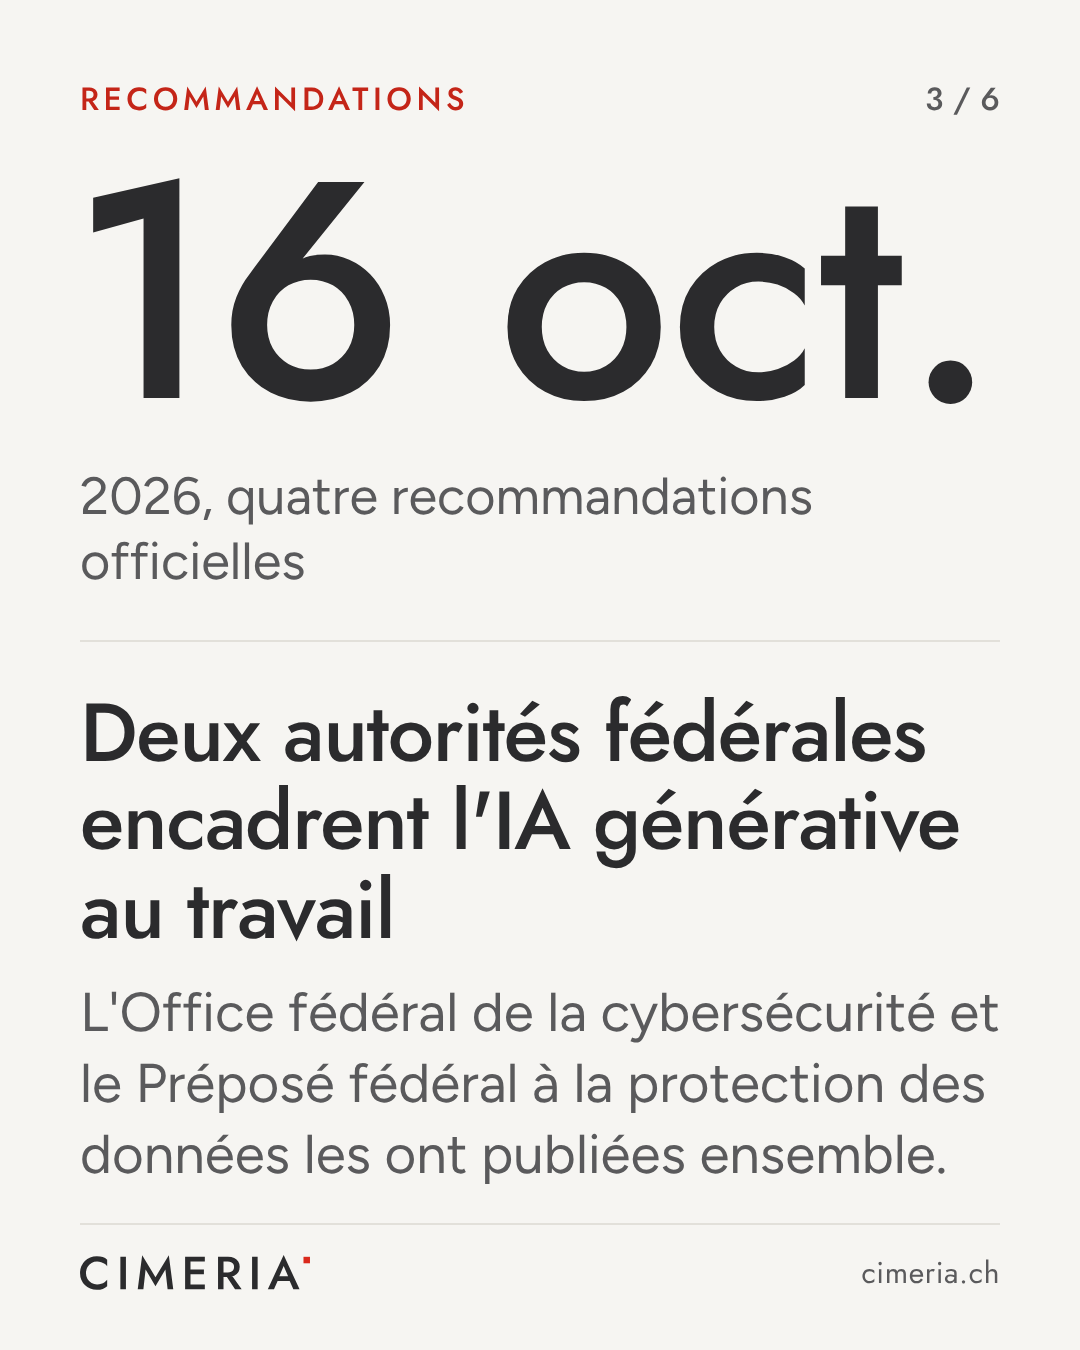 RECOMMANDATIONS
3 / 6
16 oct.
2026, quatre recommandations
officielles
Deux autorités fédérales
encadrent l'IA générative
au travail
L'Office fédéral de la cybersécurité et
le Préposé fédéral à la protection des
données les ont publiées ensemble.
CIMERIA
cimeria.ch